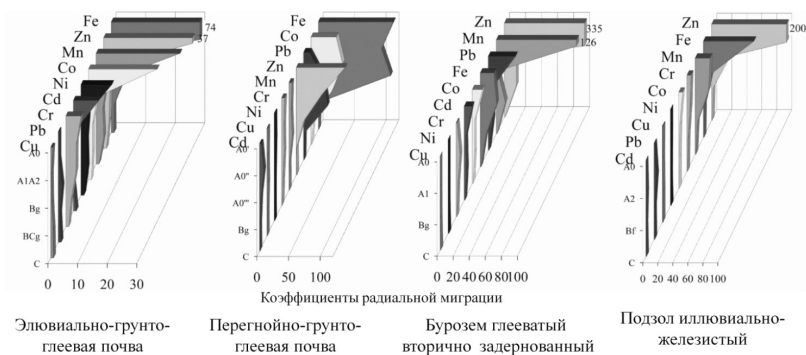 Fe
Zn
Mn
Co
Ni
Cd
Cr
Pb
Cu
74
37
A0
A1A2
Bg
BCg
C
0 10 20 30
Fe
Co
Pb
Zn
Mn
Cr
Ni
Cu
Cd
A0
A0"
A0'''
Bg
C
0 50 100
Zn
Mn
Pb
Fe
Co
Cd
Cr
Ni
Cu
335
126
A0
A1
Bg
C
0 20 40 60 80 100
Zn
Fe
Mn
Cr
Co
Ni
Cu
Pb
Cd
200
A0
A2
Bf
C
0 20 40 60 80 100
Коэффициенты радиальной миграции
Элювиально-грунто-
глеевая почва
Перегнойно-грунто-
глеевая почва
Бурозем глееватый
вторично задернованный
Подзол иллювиально-
железистый